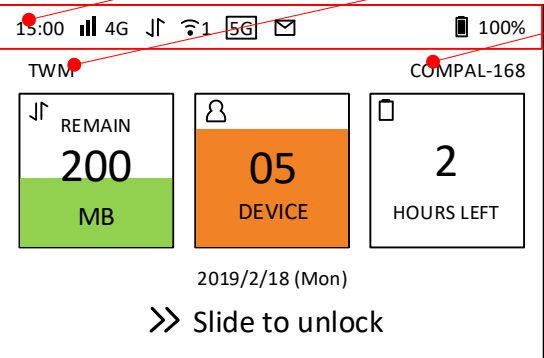 15:00 4G 1 5G 100%
TWM COMPAL-168
REMAIN
200
MB
05
DEVICE
2
HOURS LEFT
2019/2/18 (Mon)
Slide to unlock